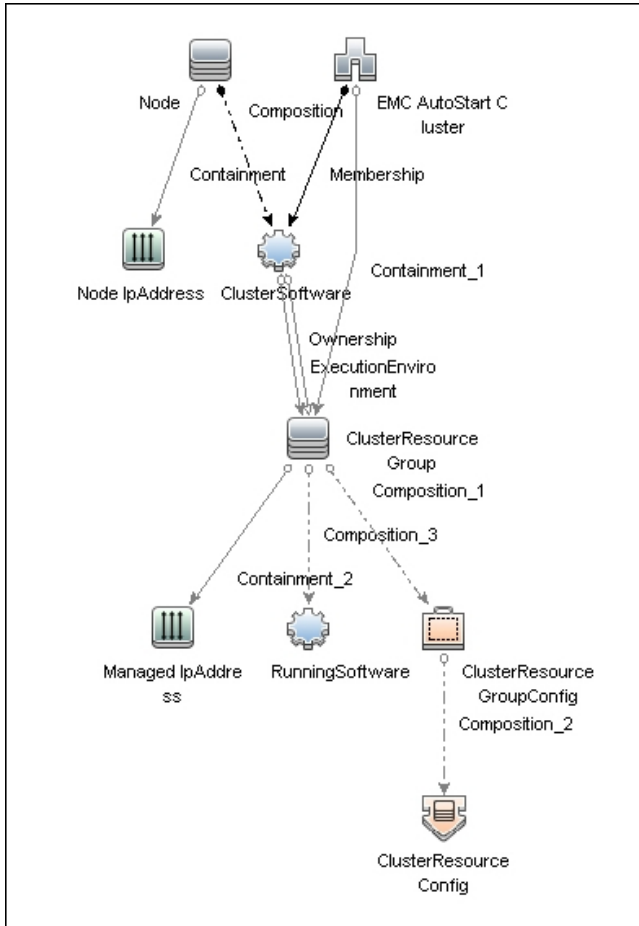 Node
Composition
EMC AutoStart C
luster
Containment
Membership
Node IpAddress
ClusterSoftware
Containment_1
Ownership
ExecutionEnviro
nment
ClusterResource
Group
Composition_1
Composition_3
Containment_2
Managed IpAddre
ss
RunningSoftware
ClusterResource
GroupConfig
Composition_2
ClusterResource
Config